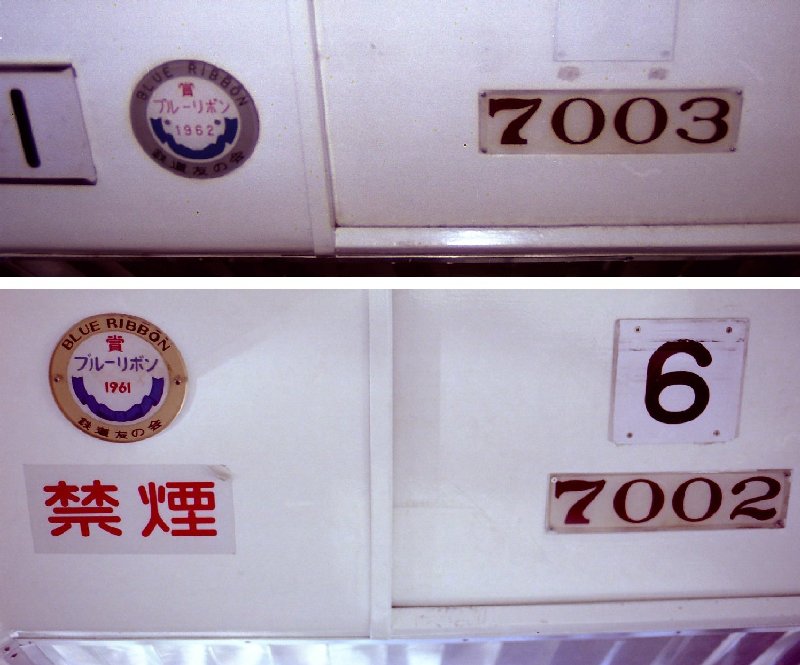 1
BLUE RIBBON
賞
ブルーリボン
1962
鉄道友の会
7003
BLUE RIBBON
賞
ブルーリボン
1961
鉄道友の会
6
禁煙
7002